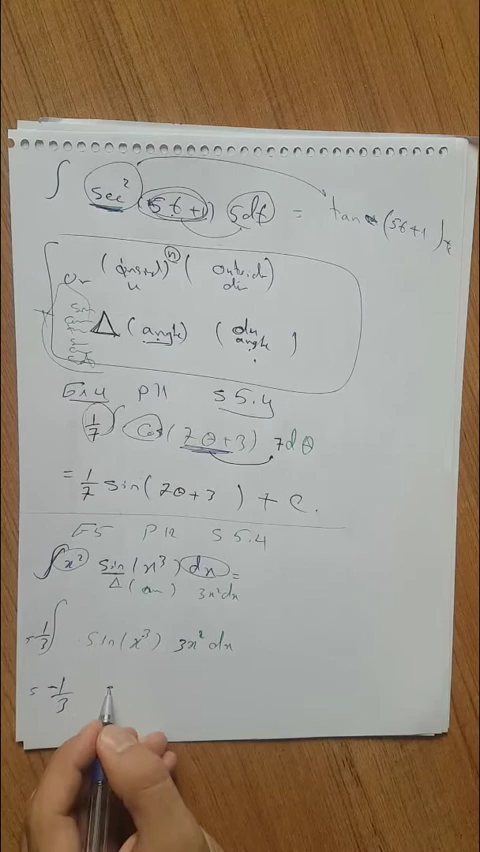 ∫ sec² (5t+1) 5dt = tan (5t+1) +
or (inside)ⁿ (outside)
u
Δ (angle) (du angle)
Ex4 P11 S5.4
1/7 ∫ Cos(7θ+3) 7dθ
= 1/7 sin(7θ+3) + C.
E5 P12 S5.4
∫ x² sin(x³) dx =
Δ ( ) 3x²dx
= 1/3 ∫ sin(x³) 3x² dx
= -1/3